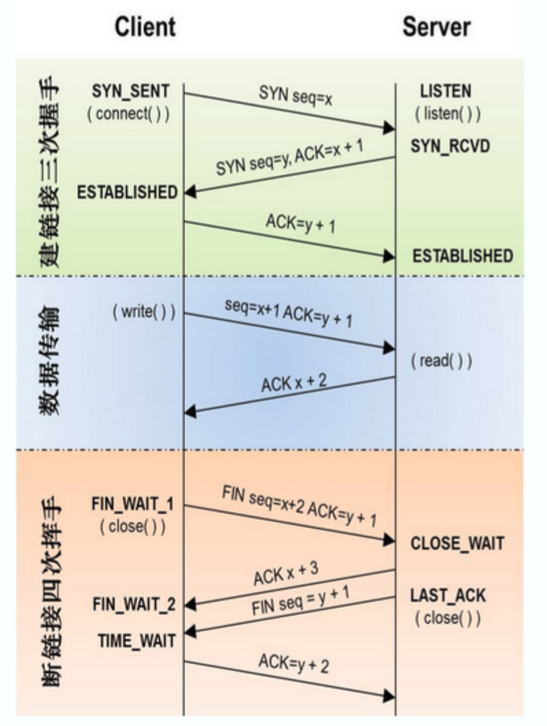 Client
Server
建链接三次握手
SYN_SENT
( connect( ) )
SYN seq=x
LISTEN
( listen( ) )
SYN_RCVD
SYN seq=y, ACK=x + 1
ESTABLISHED
ACK=y + 1
ESTABLISHED
数据传输
( write( ) )
seq=x+1 ACK=y + 1
( read( ) )
ACK x + 2
断链接四次挥手
FIN_WAIT_1
( close( ) )
FIN seq=x+2 ACK=y + 1
CLOSE_WAIT
ACK x + 3
FIN_WAIT_2
FIN seq = y + 1
LAST_ACK
( close( ) )
TIME_WAIT
ACK=y + 2